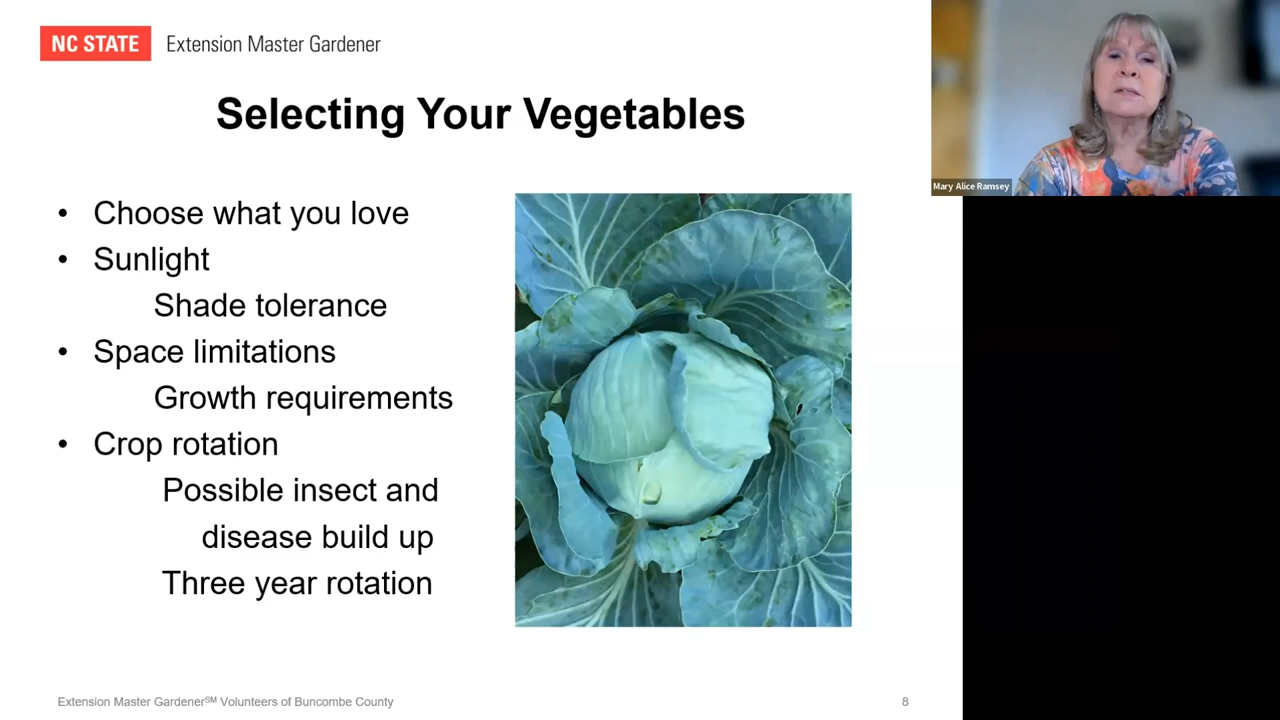 NC STATE Extension Master Gardener
Selecting Your Vegetables
• Choose what you love
• Sunlight
Shade tolerance
• Space limitations
Growth requirements
• Crop rotation
Possible insect and
disease build up
Three year rotation
Mary Alice Ramsey
Extension Master Gardener℠ Volunteers of Buncombe County
8